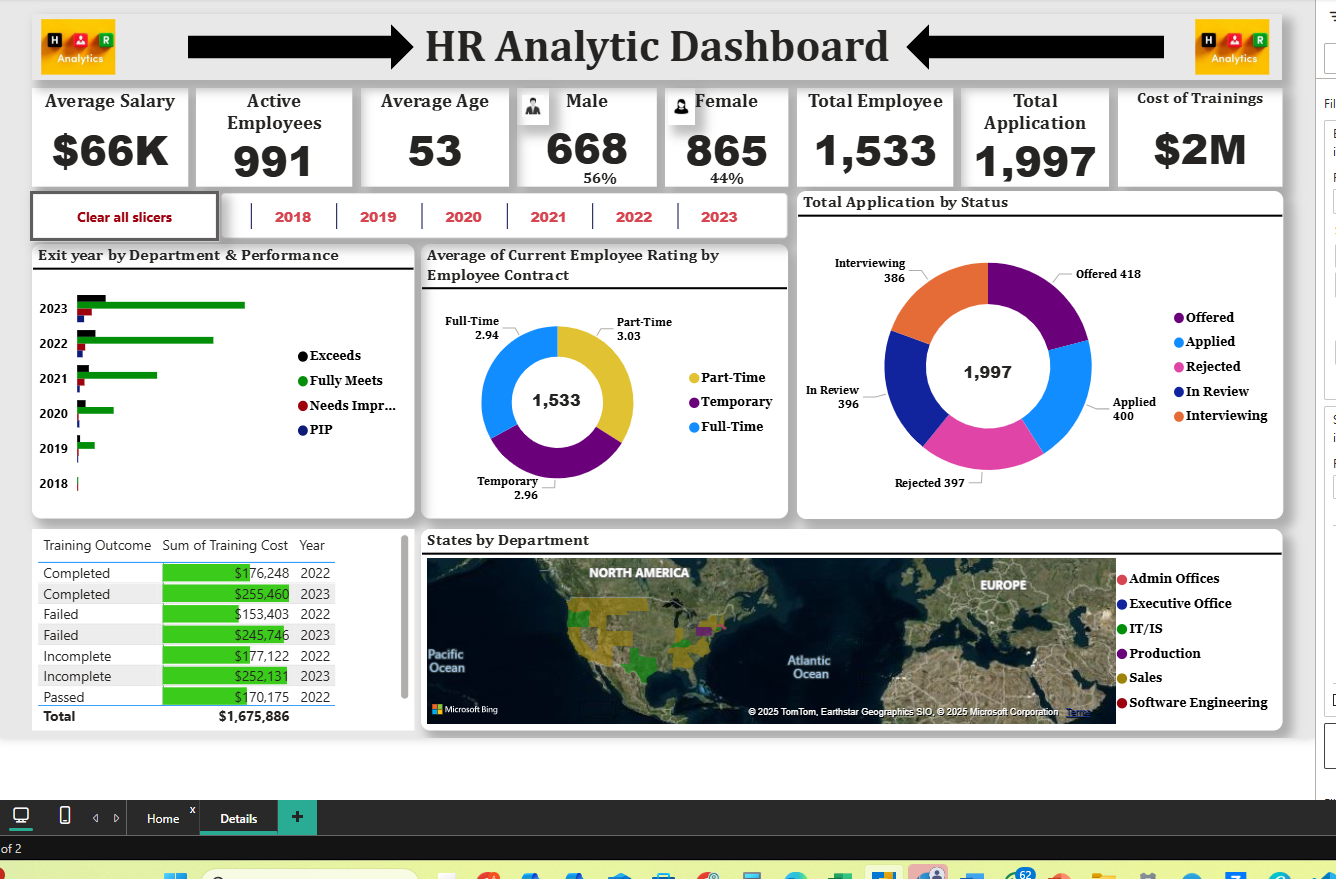 H R
Analytics
HR Analytic Dashboard
H R
Analytics
Average Salary
$66K
Active
Employees
991
Average Age
53
Male
668
56%
Female
865
44%
Total Employee
1,533
Total
Application
1,997
Cost of Trainings
$2M
Clear all slicers
2018
2019
2020
2021
2022
2023
Exit year by Department & Performance
2023
2022
2021
2020
2019
2018
Exceeds
Fully Meets
Needs Impr...
PIP
Average of Current Employee Rating by
Employee Contract
Full-Time
2.94
Part-Time
3.03
1,533
Temporary
2.96
Part-Time
Temporary
Full-Time
Total Application by Status
Interviewing
386
Offered 418
In Review
396
1,997
Applied
400
Rejected 397
Offered
Applied
Rejected
In Review
Interviewing
Training Outcome Sum of Training Cost Year
Completed $176,248 2022
Completed $255,460 2023
Failed $153,403 2022
Failed $245,746 2023
Incomplete $177,122 2022
Incomplete $252,131 2023
Passed $170,175 2022
Total $1,675,886
States by Department
NORTH AMERICA
EUROPE
Pacific
Ocean
Atlantic
Ocean
Microsoft Bing
© 2025 TomTom, Earthstar Geographics SIO, © 2025 Microsoft Corporation Terms
Admin Offices
Executive Office
IT/IS
Production
Sales
Software Engineering
Fil
Home x
Details
+
of 2
62